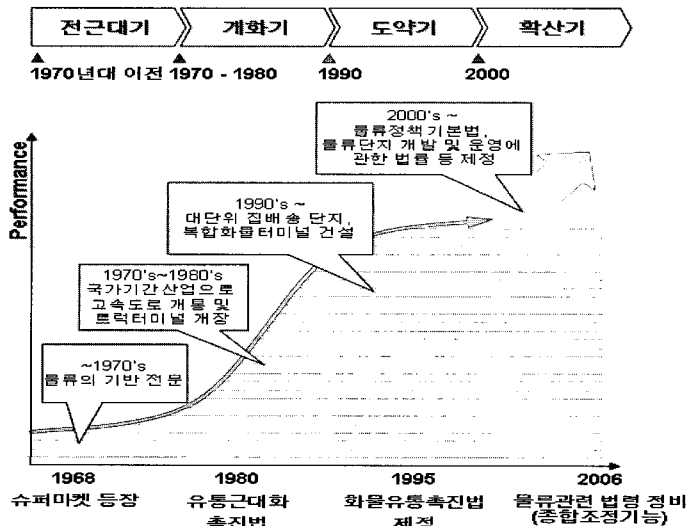 전근대기
개화기
도약기
확산기
1970년대 이전
1970 - 1980
1990
2000
Performance
2000's ~
물류정책기본법,
물류단지 개발 및 운영에
관한 법률 등 제정
1990's ~
대단위 집배송 단지,
복합화물터미널 건설
1970's~1980's
국가기간산업으로
고속도로 개통 및
트럭터미널 개장
~1970's
물류의 기반 전문
1968
슈퍼마켓 등장
1980
유통근대화
촉진법
1995
화물유통촉진법
제정
2006
물류관련 법령 정비
(종합조정기능)